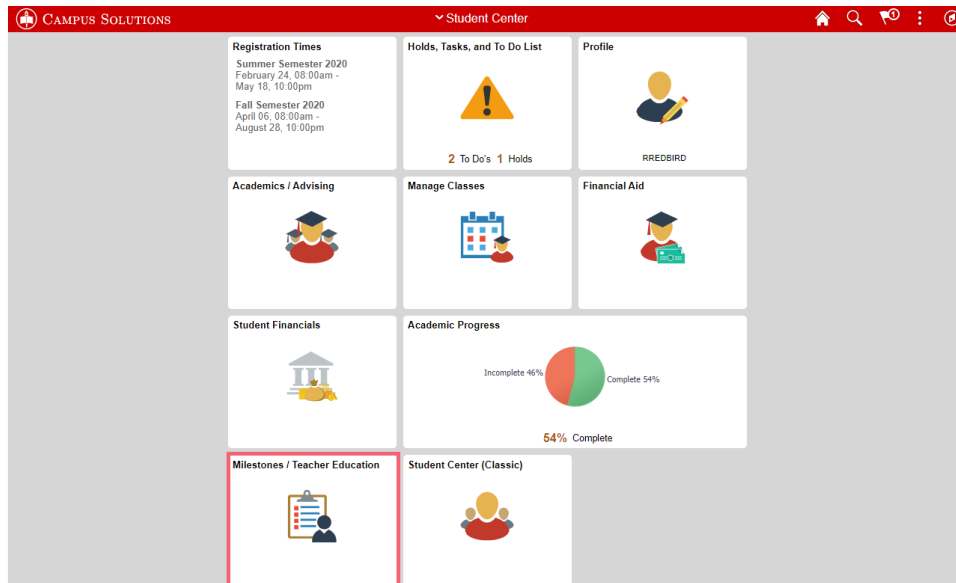 CAMPUS SOLUTIONS
Student Center
1
Registration Times
Summer Semester 2020
February 24, 08:00am -
May 18, 10:00pm
Fall Semester 2020
April 06, 08:00am -
August 28, 10:00pm
Holds, Tasks, and To Do List
2 To Do's 1 Holds
Profile
RREDBIRD
Academics / Advising
Manage Classes
Financial Aid
Student Financials
Academic Progress
Incomplete 46%
Complete 54%
54% Complete
Milestones / Teacher Education
Student Center (Classic)